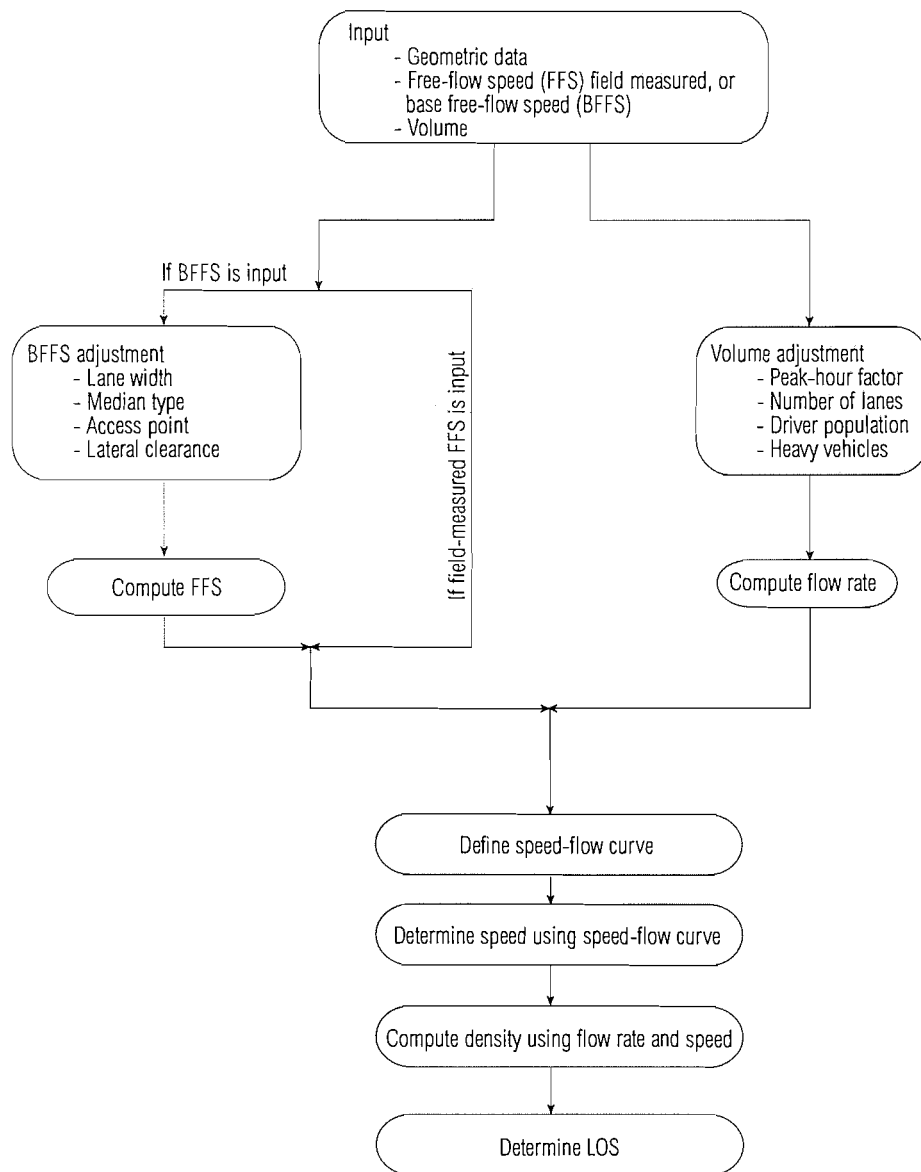 Input
- Geometric data
- Free-flow speed (FFS) field measured, or
base free-flow speed (BFFS)
- Volume
If BFFS is input
BFFS adjustment
- Lane width
- Median type
- Access point
- Lateral clearance
If field-measured FFS is input
Volume adjustment
- Peak-hour factor
- Number of lanes
- Driver population
- Heavy vehicles
Compute FFS
Compute flow rate
Define speed-flow curve
Determine speed using speed-flow curve
Compute density using flow rate and speed
Determine LOS